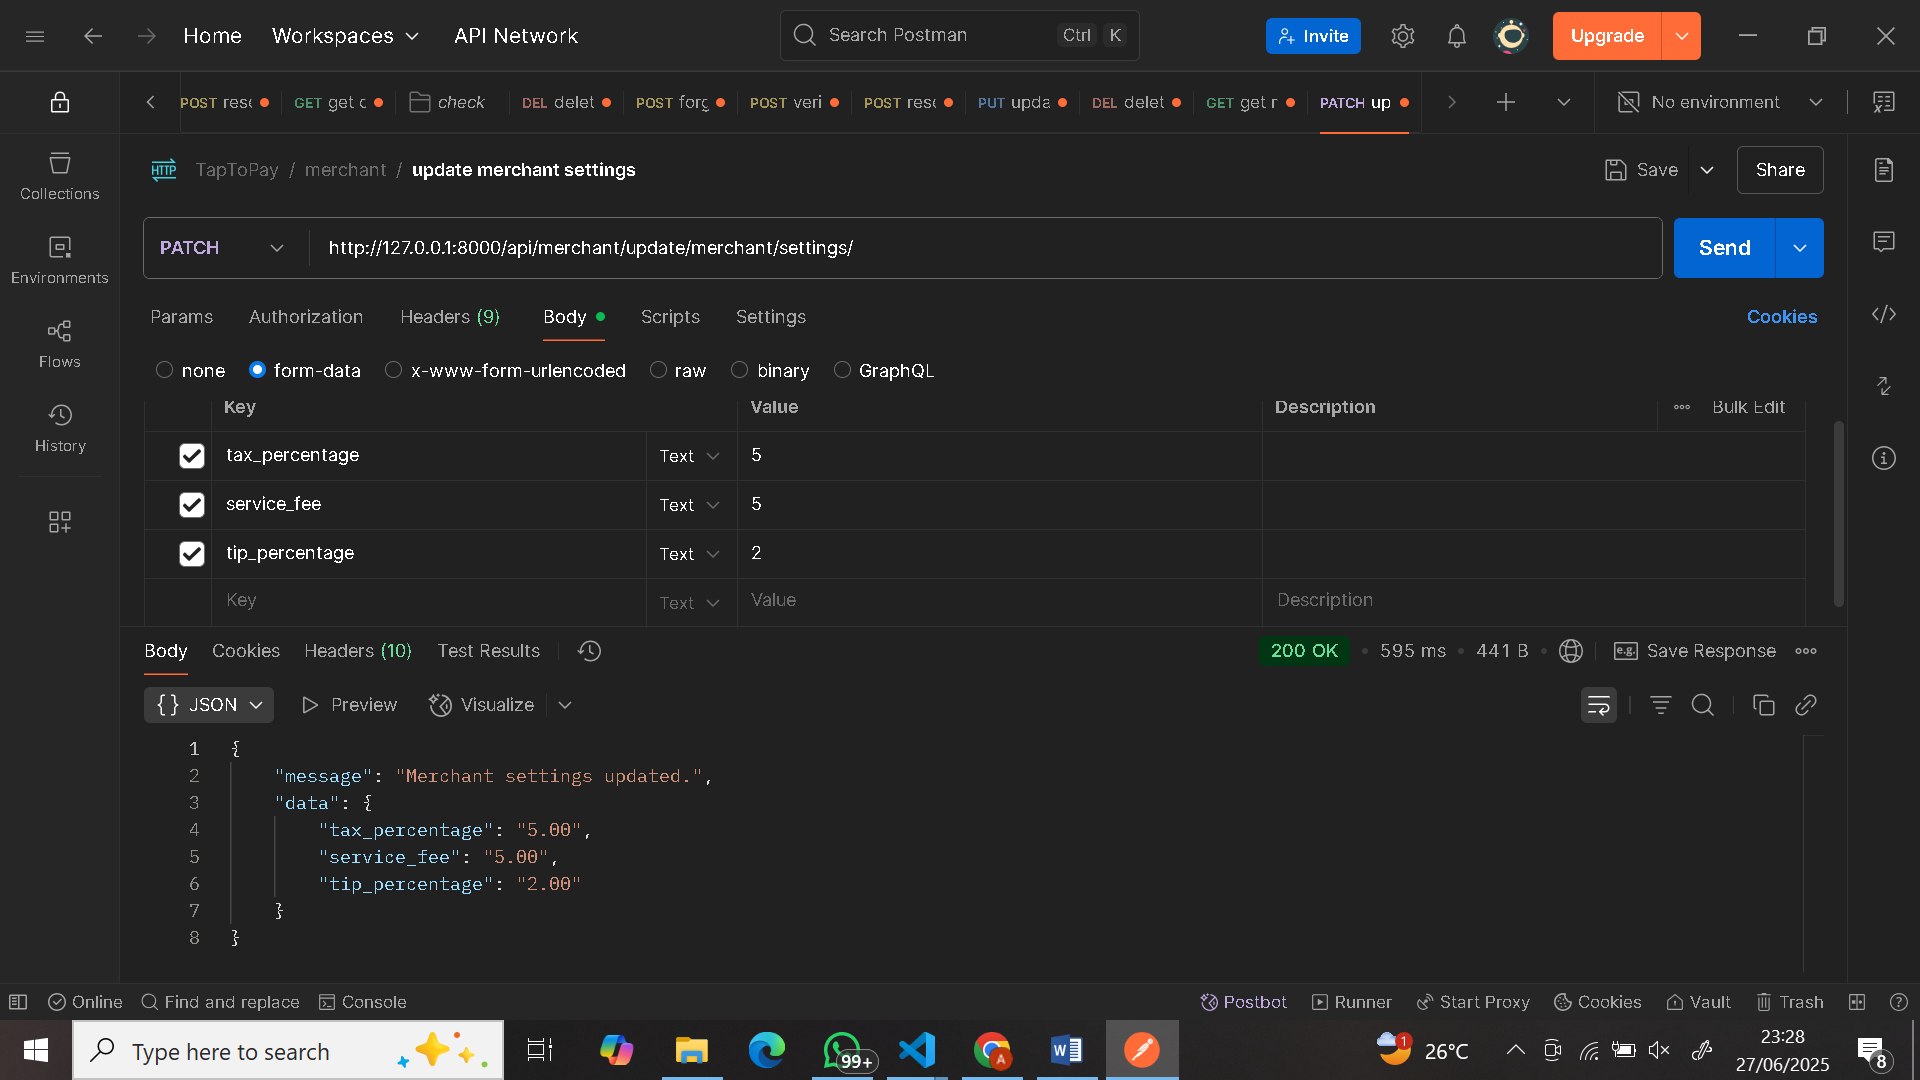 Home Workspaces API Network Search Postman Ctrl K Invite Upgrade
POST GET get check DEL delet POST POST veri POST PUT upda DEL delet GET get PATCH up No environment
HTTP TapToPay / merchant / update merchant settings Save Share
Collections
PATCH http://127.0.0.1:8000/api/merchant/update/merchant/settings/ Send
Environments
Params Authorization Headers (9) Body Scripts Settings Cookies
Flows
none form-data x-www-form-urlencoded raw binary GraphQL
Key Value Description Bulk Edit
History
tax_percentage Text 5
service_fee Text 5
tip_percentage Text 2
Key Text Value Description
Body Cookies Headers (10) Test Results 200 OK • 595 ms • 441 B • e.g. Save Response
{} JSON Preview Visualize
1 {
2 "message": "Merchant settings updated.",
3 "data": {
4 "tax_percentage": "5.00",
5 "service_fee": "5.00",
6 "tip_percentage": "2.00"
7 }
8 }
Online Find and replace Console Postbot Runner Start Proxy Cookies Vault Trash
Type here to search 99+ A 1 26°C 23:28
27/06/2025 8